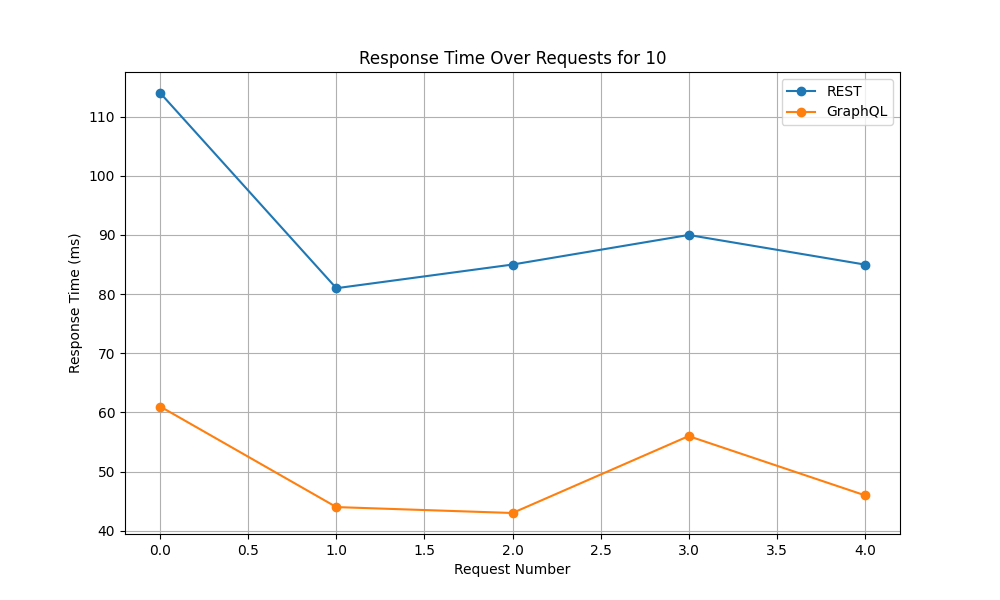 Response Time Over Requests for 10
REST
GraphQL
Response Time (ms)
110
100
90
80
70
60
50
40
0.0 0.5 1.0 1.5 2.0 2.5 3.0 3.5 4.0
Request Number